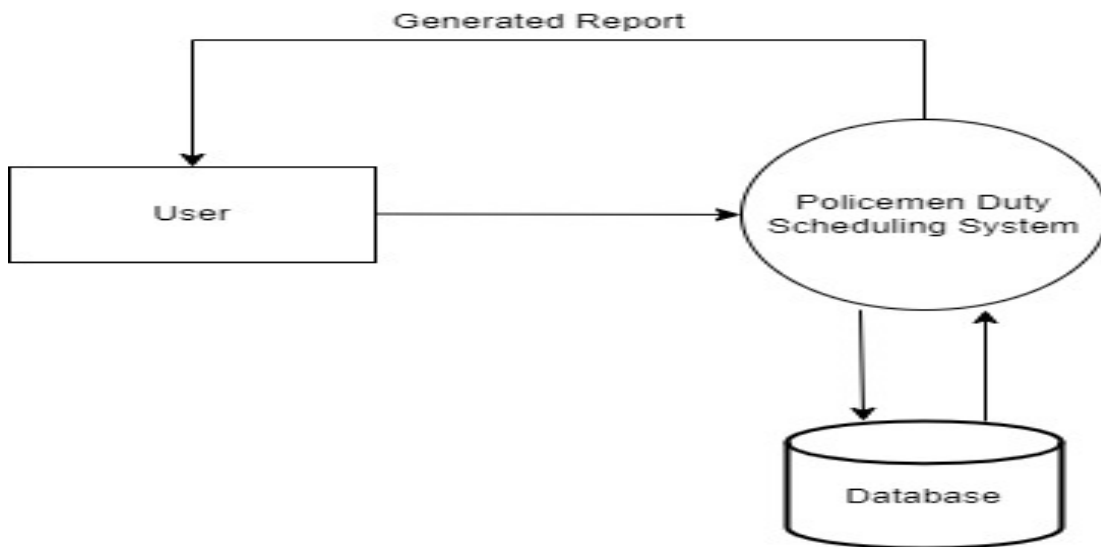 Generated Report
User
Policemen Duty
Scheduling System
Database